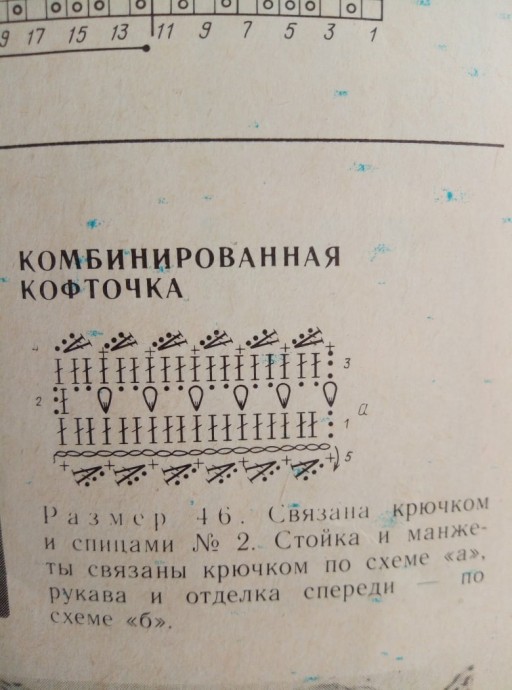 9 17 15 13 11 9 7 5 3 1
КОМБИНИРОВАННАЯ
КОФТОЧКА
4
3
2
а
1
5
Размер 46. Связана крючком
и спицами № 2. Стойка и манже-
ты связаны крючком по схеме «а»,
рукава и отделка спереди — по
схеме «б».